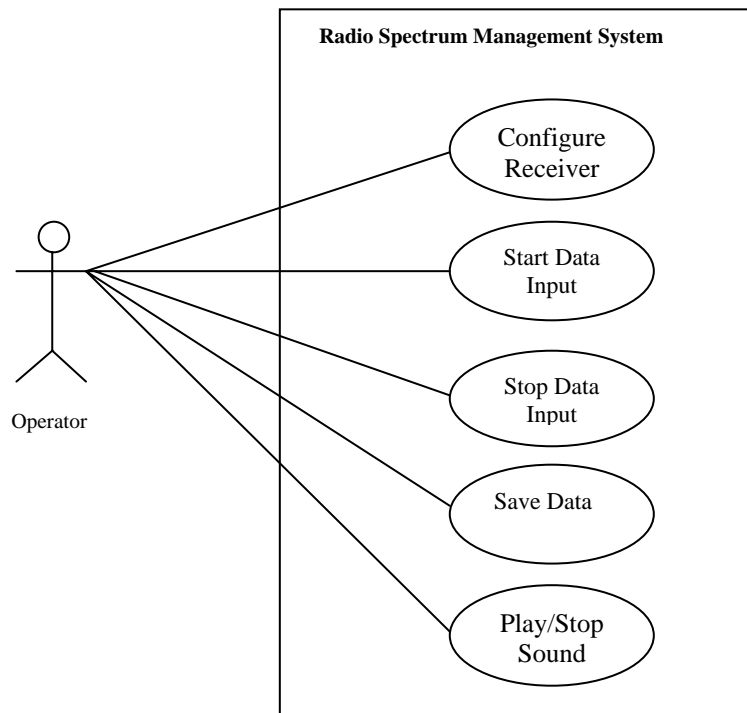 Radio Spectrum Management System
Configure
Receiver
Start Data
Input
Stop Data
Input
Operator
Save Data
Play/Stop
Sound